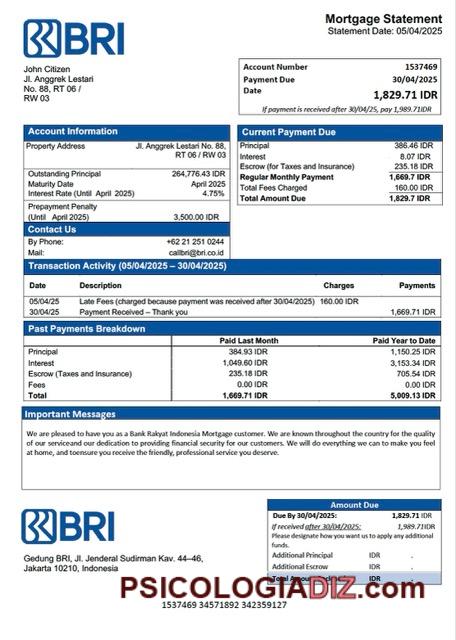 BRI
Mortgage Statement
Statement Date: 05/04/2025
John Citizen
Jl. Anggrek Lestari
No. 88, RT 06 /
RW 03
Account Number 1537469
Payment Due 30/04/2025
Date
1,829.71 IDR
If payment is received after 30/04/25, pay 1,989.71IDR
Account Information
Property Address Jl. Anggrek Lestari No. 88,
RT 06 / RW 03
Outstanding Principal 264,776.43 IDR
Maturity Date April 2025
Interest Rate (Until April 2025) 4.75%
Prepayment Penalty
(Until April 2025) 3,500.00 IDR
Contact Us
By Phone: +62 21 251 0244
Mail: callbri@bri.co.id
Current Payment Due
Principal 386.46 IDR
Interest 8.07 IDR
Escrow (for Taxes and Insurance) 235.18 IDR
Regular Monthly Payment 1,669.7 IDR
Total Fees Charged 160.00 IDR
Total Amount Due 1,829.7 IDR
Transaction Activity (05/04/2025 – 30/04/2025)
Date Description Charges Payments
05/04/25 Late Fees (charged because payment was received after 30/04/2025) 160.00 IDR
30/04/25 Payment Received – Thank you 1,669.71 IDR
Past Payments Breakdown
Paid Last Month Paid Year to Date
Principal 384.93 IDR 1,150.25 IDR
Interest 1,049.60 IDR 3,153.34 IDR
Escrow (Taxes and Insurance) 235.18 IDR 705.54 IDR
Fees 0.00 IDR 0.00 IDR
Total 1,669.71 IDR 5,009.13 IDR
Important Messages
We are pleased to have you as a Bank Rakyat Indonesia Mortgage customer. We are known throughout the country for the quality
of our serviceand our dedication to providing financial security for our customers. We will do everything we can to make you feel
at home, and toensure you receive the friendly, professional service you deserve.
BRI
Gedung BRI, Jl. Jenderal Sudirman Kav. 44–46,
Jakarta 10210, Indonesia
Amount Due
Due By 30/04/2025: 1,829.71 IDR
If received after 30/04/2025: 1,989.71IDR
Please designate how you want us to apply any additional
funds.
Additional Principal IDR .
Additional Escrow IDR .
Total Amount
PSICOLOGIADIZ.com
1537469 34571892 342359127